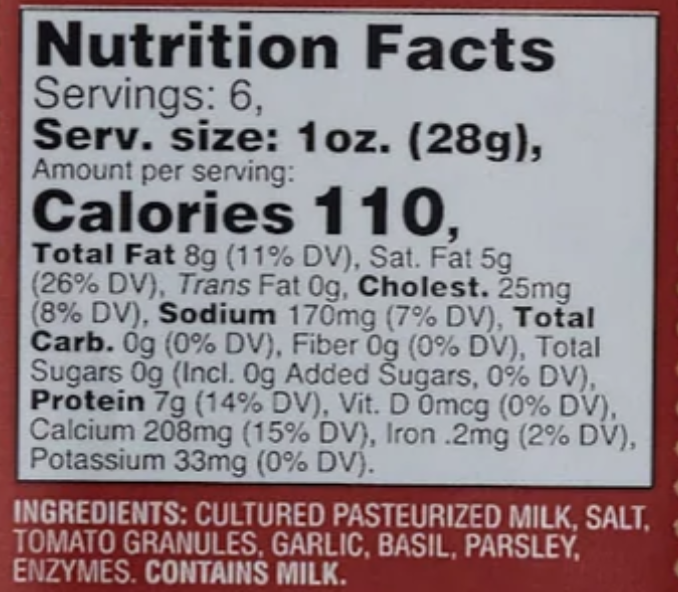 Nutrition Facts
Servings: 6,
Serv. size: 1oz. (28g),
Amount per serving:
Calories 110,
Total Fat 8g (11% DV), Sat. Fat 5g
(26% DV), Trans Fat 0g, Cholest. 25mg
(8% DV), Sodium 170mg (7% DV), Total
Carb. 0g (0% DV), Fiber 0g (0% DV), Total
Sugars 0g (Incl. 0g Added Sugars, 0% DV),
Protein 7g (14% DV), Vit. D 0mcg (0% DV),
Calcium 208mg (15% DV), Iron .2mg (2% DV),
Potassium 33mg (0% DV).
INGREDIENTS: CULTURED PASTEURIZED MILK, SALT,
TOMATO GRANULES, GARLIC, BASIL, PARSLEY,
ENZYMES. CONTAINS MILK.